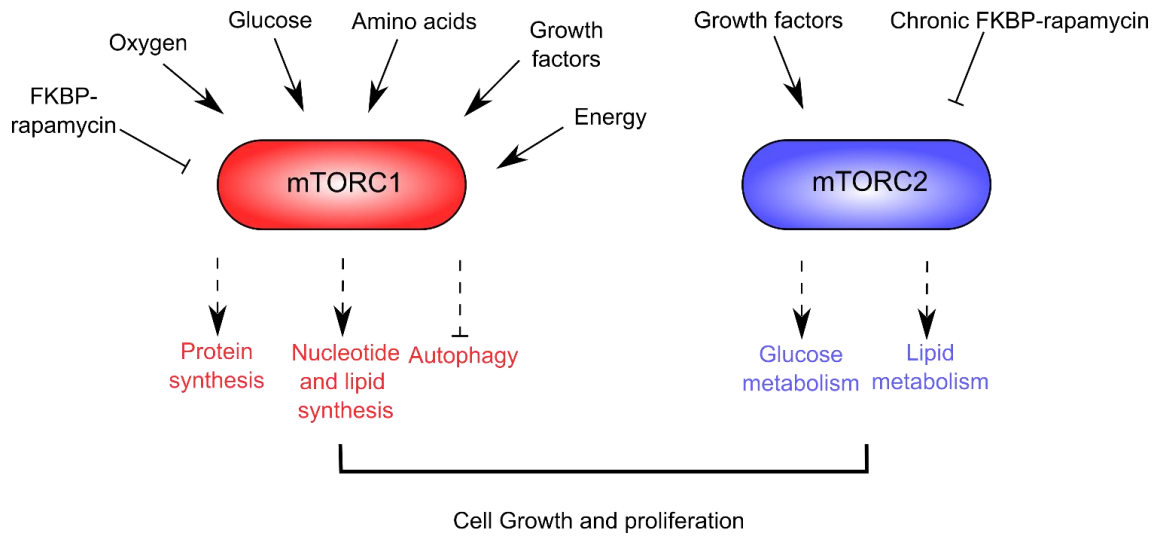 Glucose
Amino acids
Oxygen
Growth
factors
FKBP-
rapamycin
Energy
mTORC1
Protein
synthesis
Nucleotide
and lipid
synthesis
Autophagy
Growth factors
Chronic FKBP-rapamycin
mTORC2
Glucose
metabolism
Lipid
metabolism
Cell Growth and proliferation